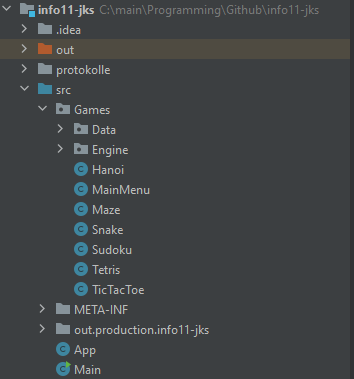 info11-jks C:\main\Programming\Github\info11-jks
.idea
out
protokolle
src
Games
Data
Engine
Hanoi
MainMenu
Maze
Snake
Sudoku
Tetris
TicTacToe
META-INF
out.production.info11-jks
App
Main